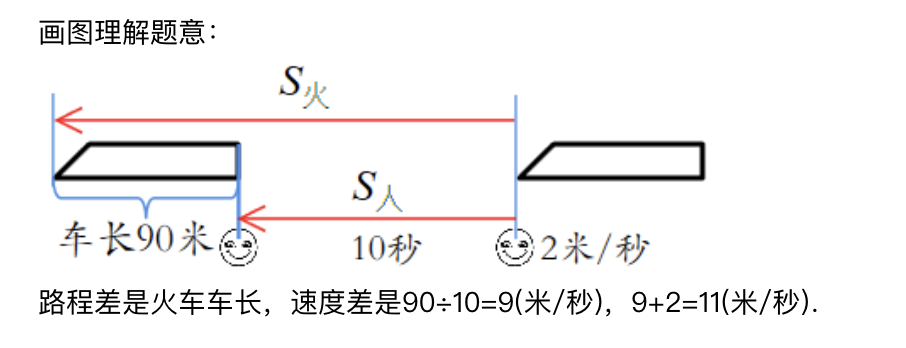 画图理解题意：
S火
S人
车长90米
10秒
2米/秒
路程差是火车车长，速度差是90÷10=9(米/秒)，9+2=11(米/秒).